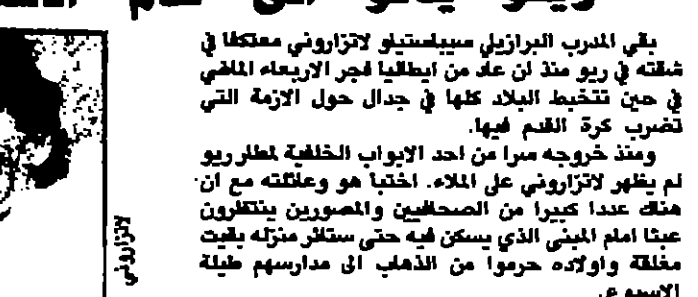 بقي المدرب البرازيلي سيباستياو لاتزاروني معتكفا في
شقته في ريو منذ ان عاد من ايطاليا فجر الاربعاء الماضي
في حين تتخبط البلاد كلها في جدال حول الازمة التي
تضرب كرة القدم فيها.
ومنذ خروجه سرا من احد الابواب الخلفية لمطار ريو
لم يظهر لاتزاروني على الملاء. اختبأ هو وعائلته مع ان
هناك عددا كبيرا من الصحافيين والمصورين ينتظرون
عبثا امام المبنى الذي يسكن فيه حتى ستائر منزله بقيت
مغلقة واولاده حرموا من الذهاب الى مدارسهم طيلة
الاسبوع.
لاتزاروني